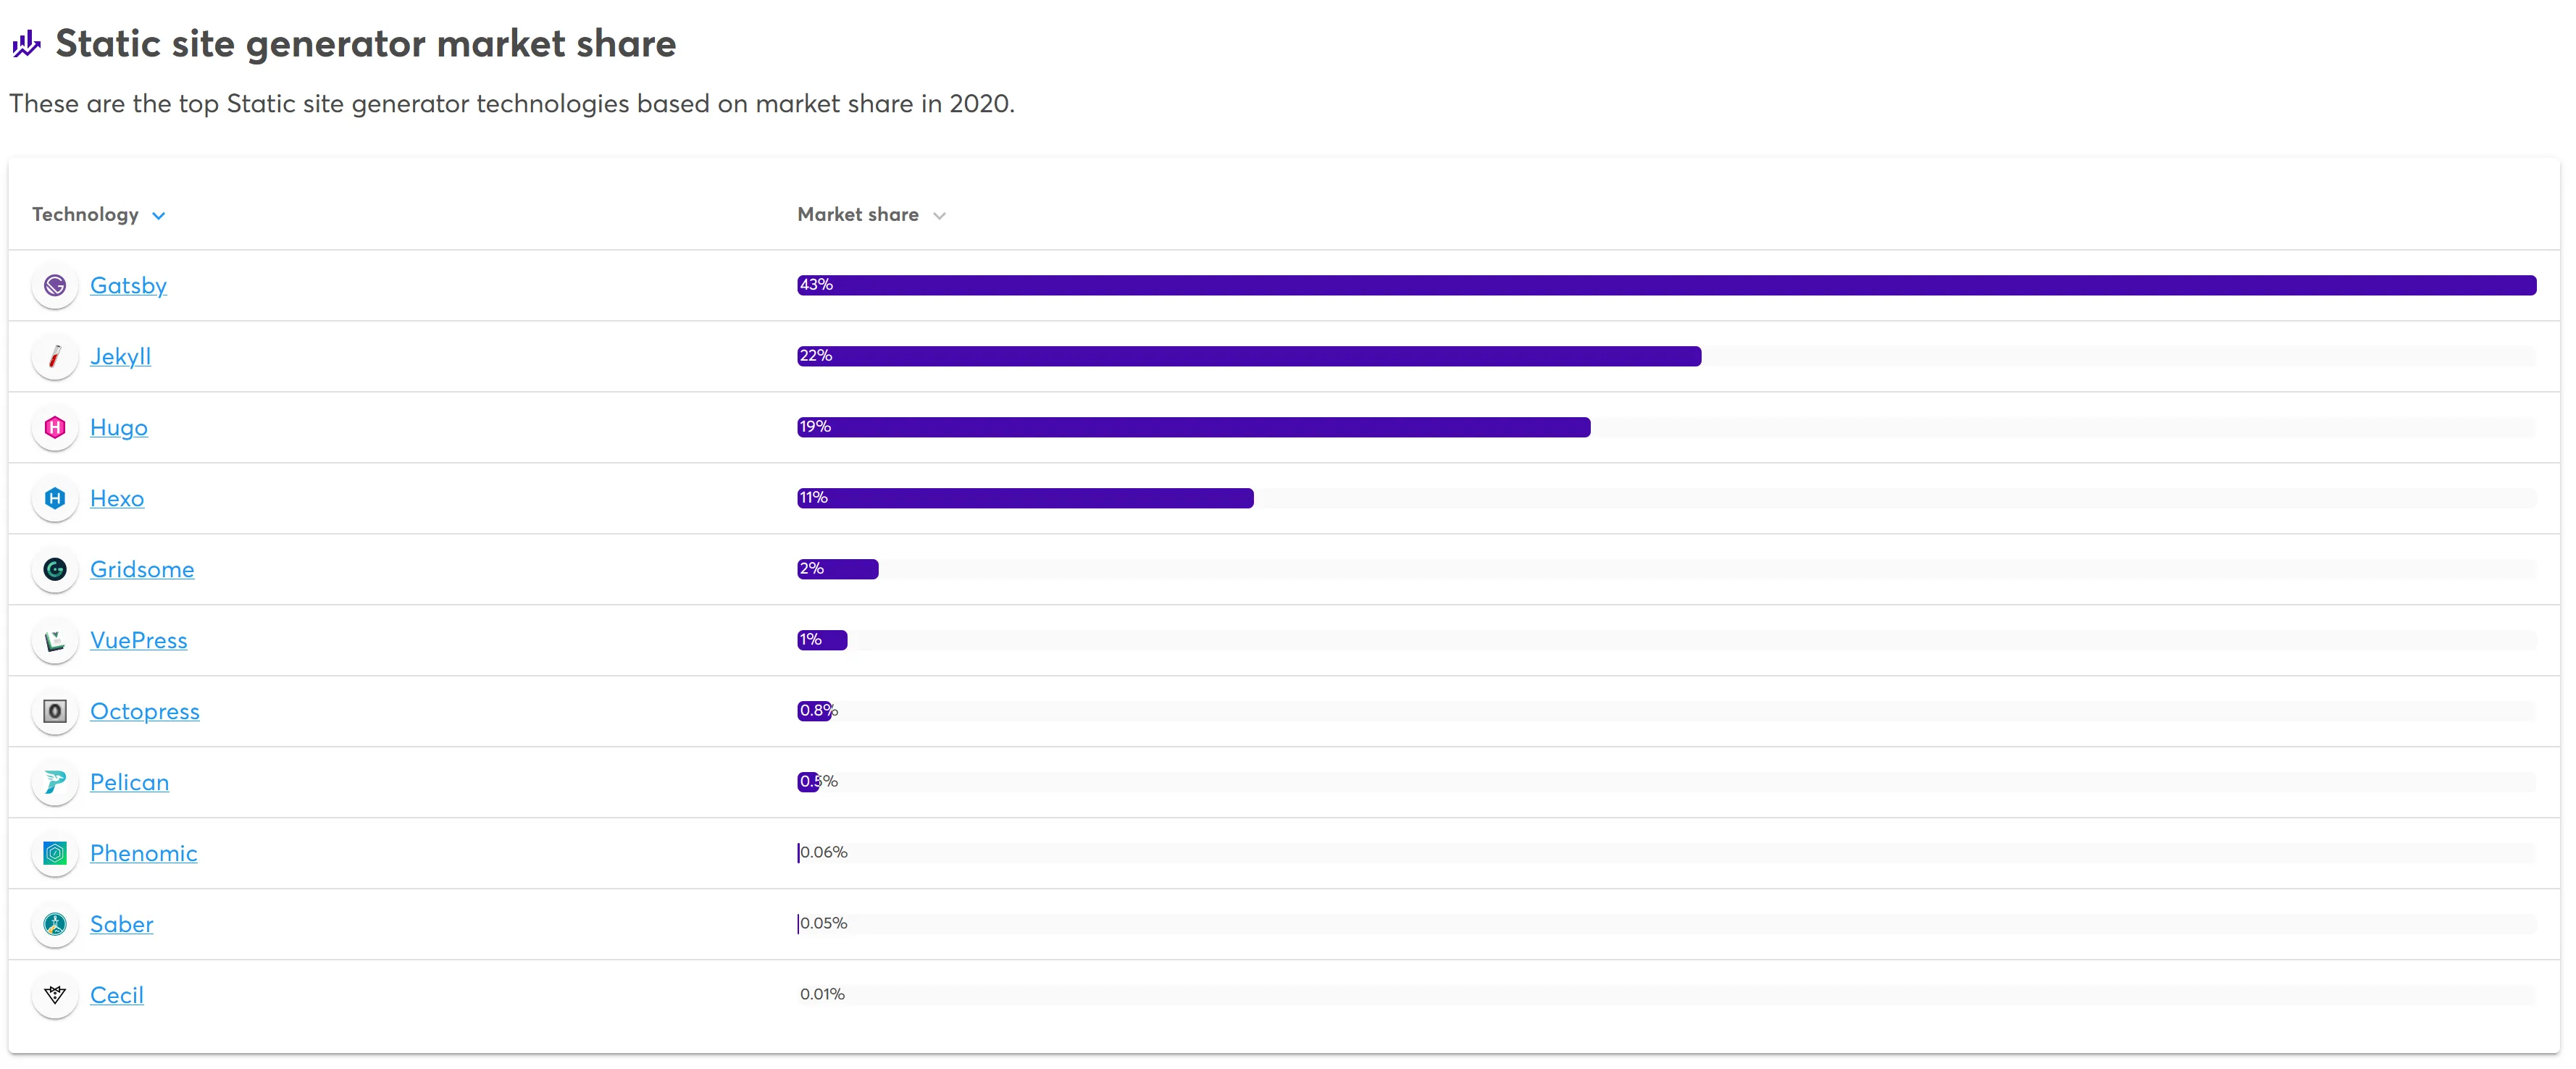 Static site generator market share
These are the top Static site generator technologies based on market share in 2020.
Technology Market share
Gatsby 43%
Jekyll 22%
Hugo 19%
Hexo 11%
Gridsome 2%
VuePress 1%
Octopress 0.8%
Pelican 0.5%
Phenomic 0.06%
Saber 0.05%
Cecil 0.01%